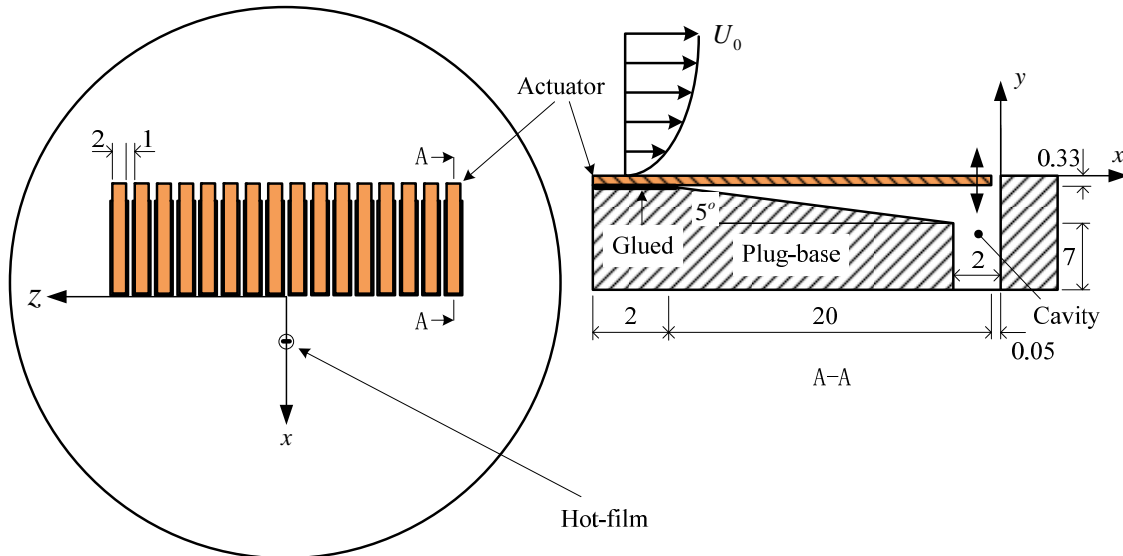 U₀
y
Actuator
2
1
A
0.33
x
5°
Glued
Plug-base
2
7
z
A
Cavity
2
20
0.05
A-A
x
Hot-film